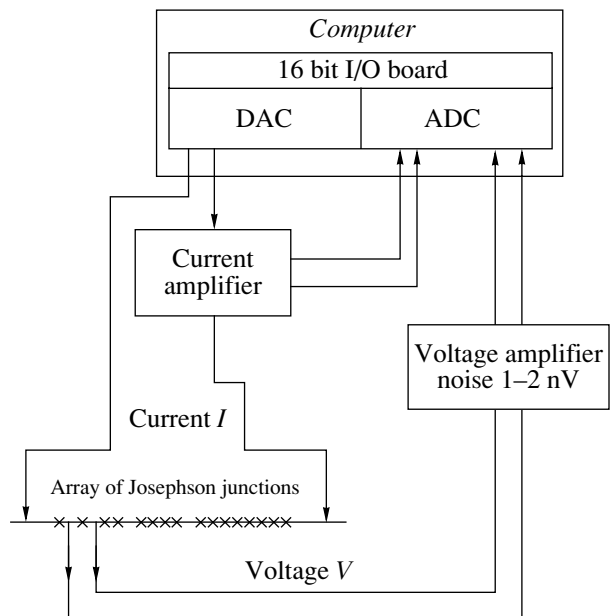 Computer
16 bit I/O board
DAC
ADC
Current
amplifier
Voltage amplifier
noise 1–2 nV
Current I
Array of Josephson junctions
Voltage V